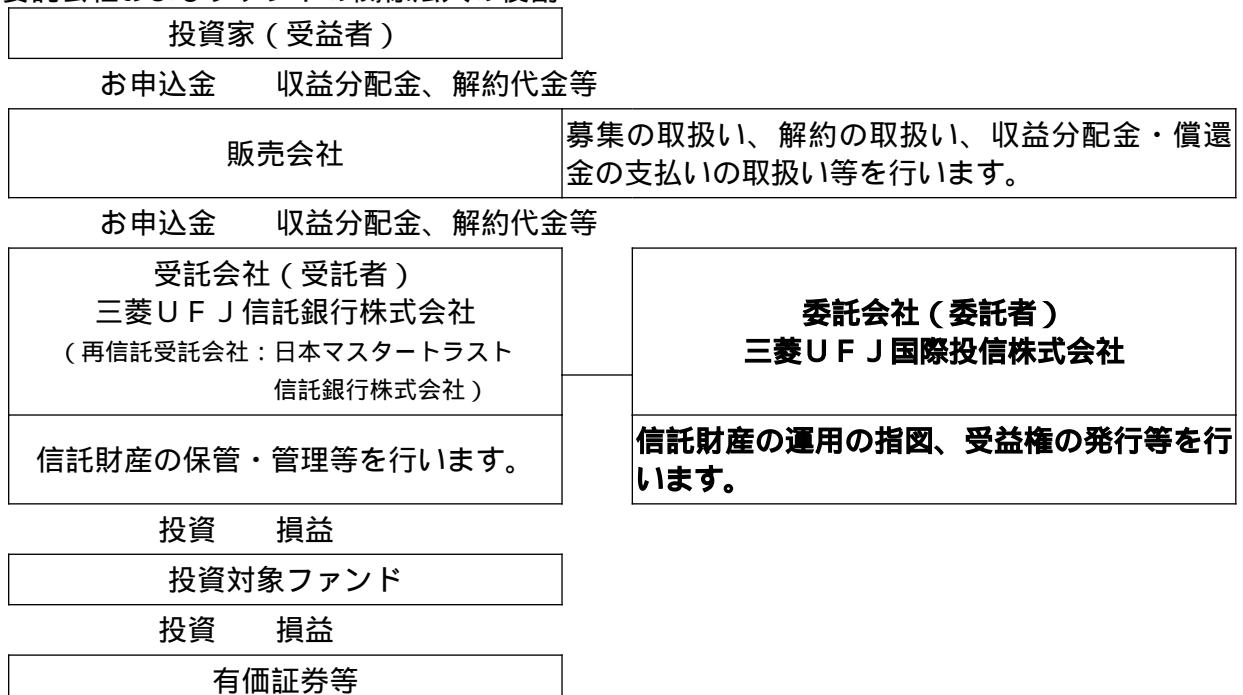 投資家（受益者）
お申込金　　収益分配金、解約代金等
販売会社
募集の取扱い、解約の取扱い、収益分配金・償還
金の支払いの取扱い等を行います。
お申込金　　収益分配金、解約代金等
受託会社（受託者）
三菱ＵＦＪ信託銀行株式会社
（再信託受託会社：日本マスタートラスト
信託銀行株式会社）
委託会社（委託者）
三菱ＵＦＪ国際投信株式会社
信託財産の保管・管理等を行います。
信託財産の運用の指図、受益権の発行等を行
います。
投資　　損益
投資対象ファンド
投資　　損益
有価証券等